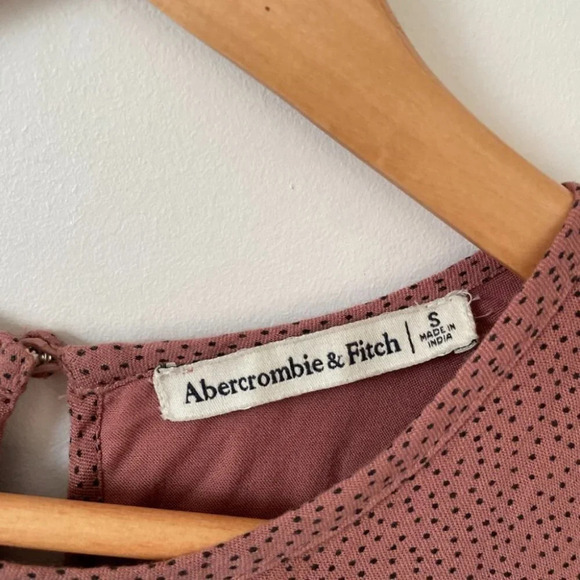 Abercrombie & Fitch
S
MADE IN
INDIA